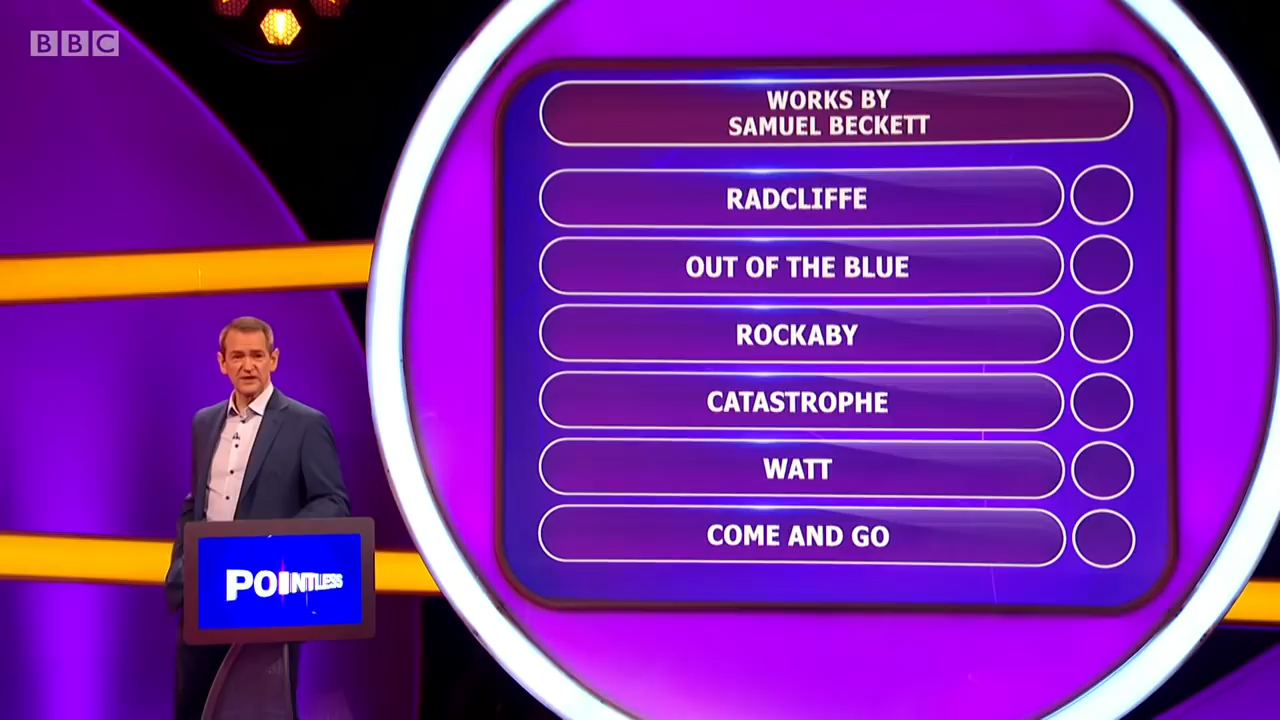 BBC
WORKS BY
SAMUEL BECKETT
RADCLIFFE
OUT OF THE BLUE
ROCKABY
CATASTROPHE
WATT
COME AND GO
POINTLESS